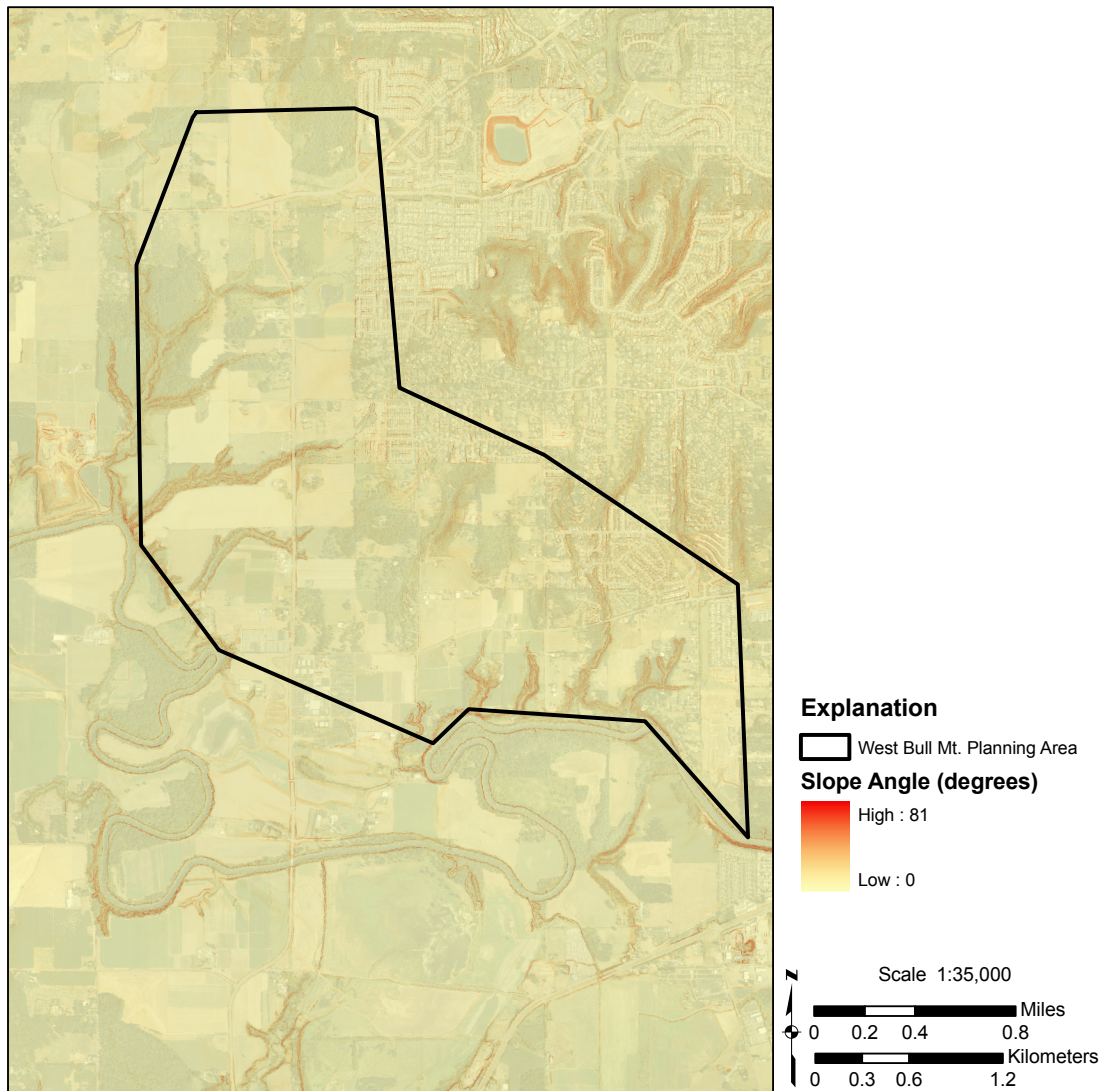 Explanation
West Bull Mt. Planning Area
Slope Angle (degrees)
High : 81
Low : 0
N
Scale 1:35,000
Miles
0 0.2 0.4 0.8
Kilometers
0 0.3 0.6 1.2